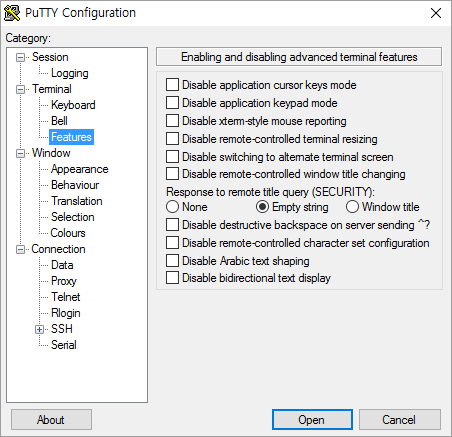 PuTTY Configuration
Category:
Session
Logging
Terminal
Keyboard
Bell
Features
Window
Appearance
Behaviour
Translation
Selection
Colours
Connection
Data
Proxy
Telnet
Rlogin
SSH
Serial
Enabling and disabling advanced terminal features
Disable application cursor keys mode
Disable application keypad mode
Disable xterm-style mouse reporting
Disable remote-controlled terminal resizing
Disable switching to alternate terminal screen
Disable remote-controlled window title changing
Response to remote title query (SECURITY):
None Empty string Window title
Disable destructive backspace on server sending ^?
Disable remote-controlled character set configuration
Disable Arabic text shaping
Disable bidirectional text display
About Open Cancel